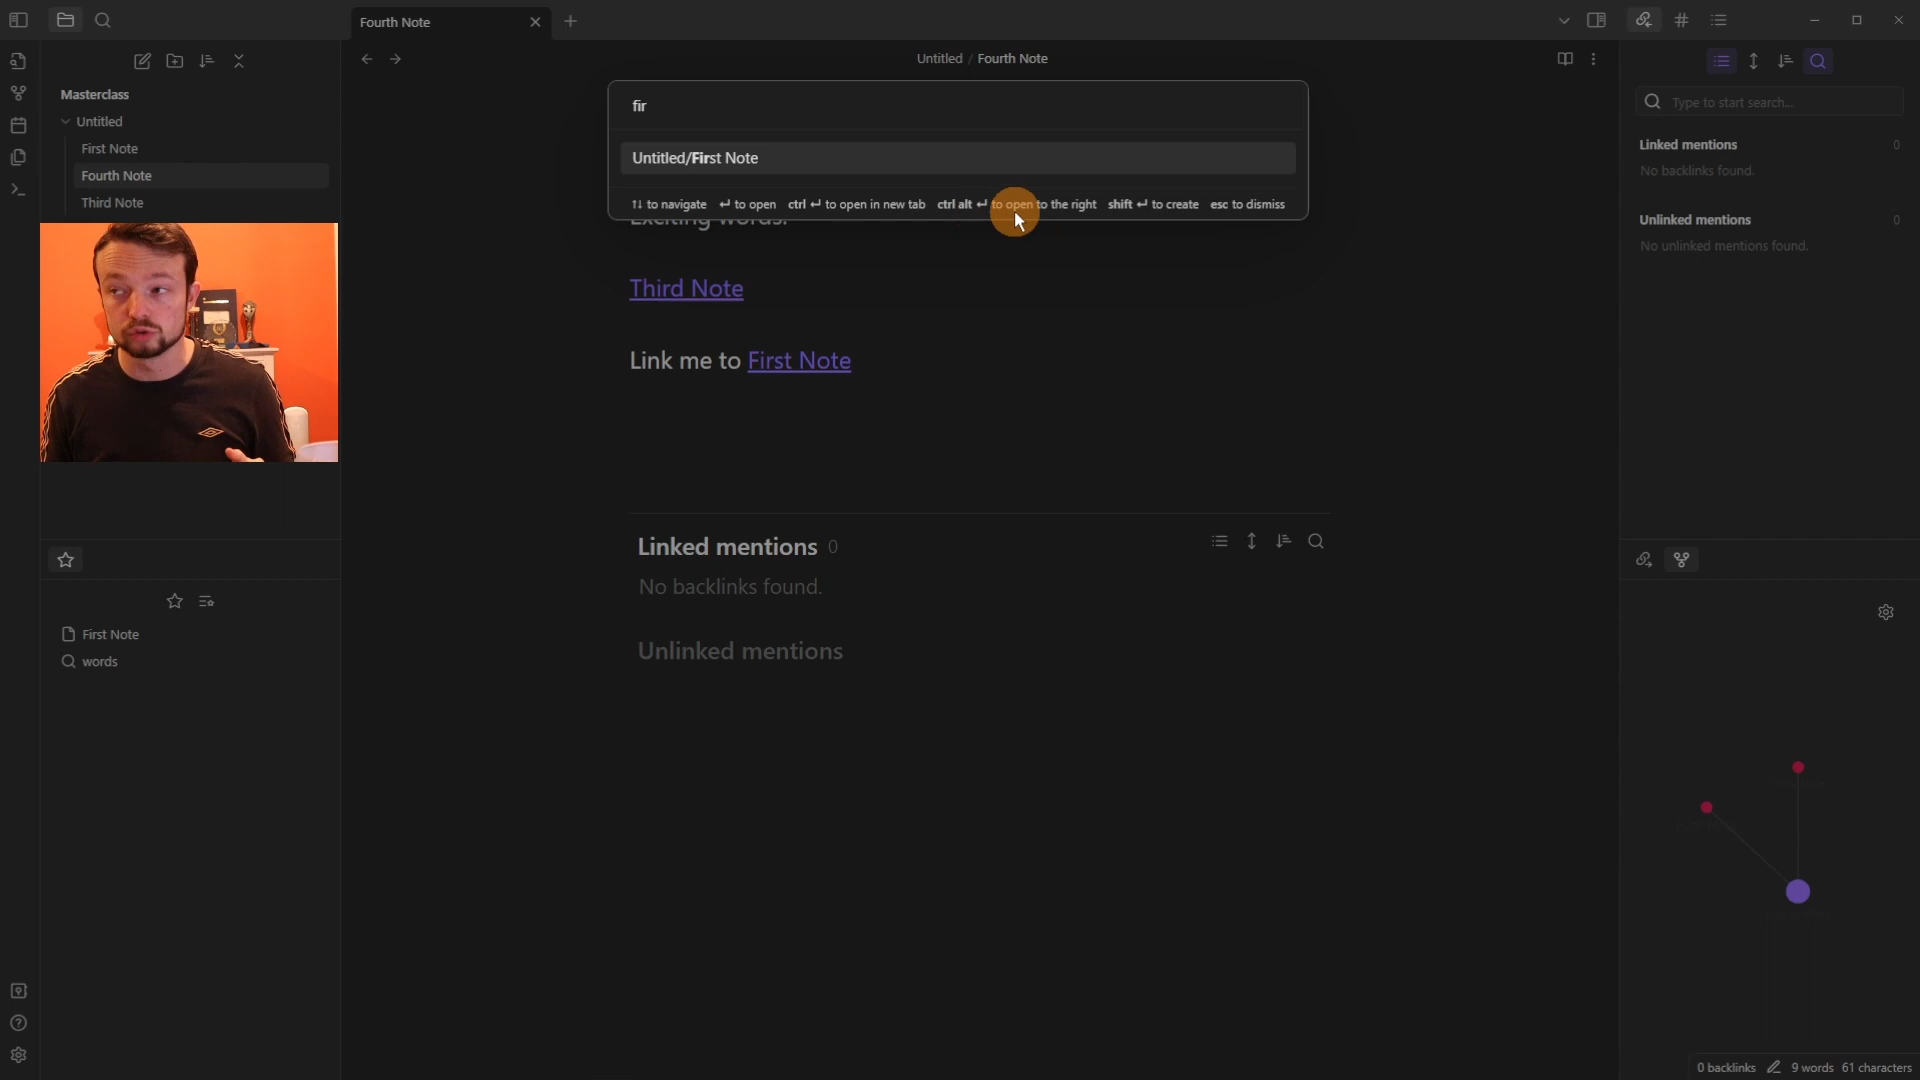 Fourth Note
Untitled / Fourth Note
Masterclass
Untitled
First Note
Fourth Note
Third Note
First Note
words
fir
Untitled/First Note
↑↓ to navigate ↵ to open ctrl ↵ to open in new tab ctrl alt ↵ to open to the right shift ↵ to create esc to dismiss
Exciting words!
Third Note
Link me to First Note
Linked mentions 0
No backlinks found.
Unlinked mentions
Type to start search...
Linked mentions 0
No backlinks found.
Unlinked mentions 0
No unlinked mentions found.
0 backlinks 9 words 61 characters